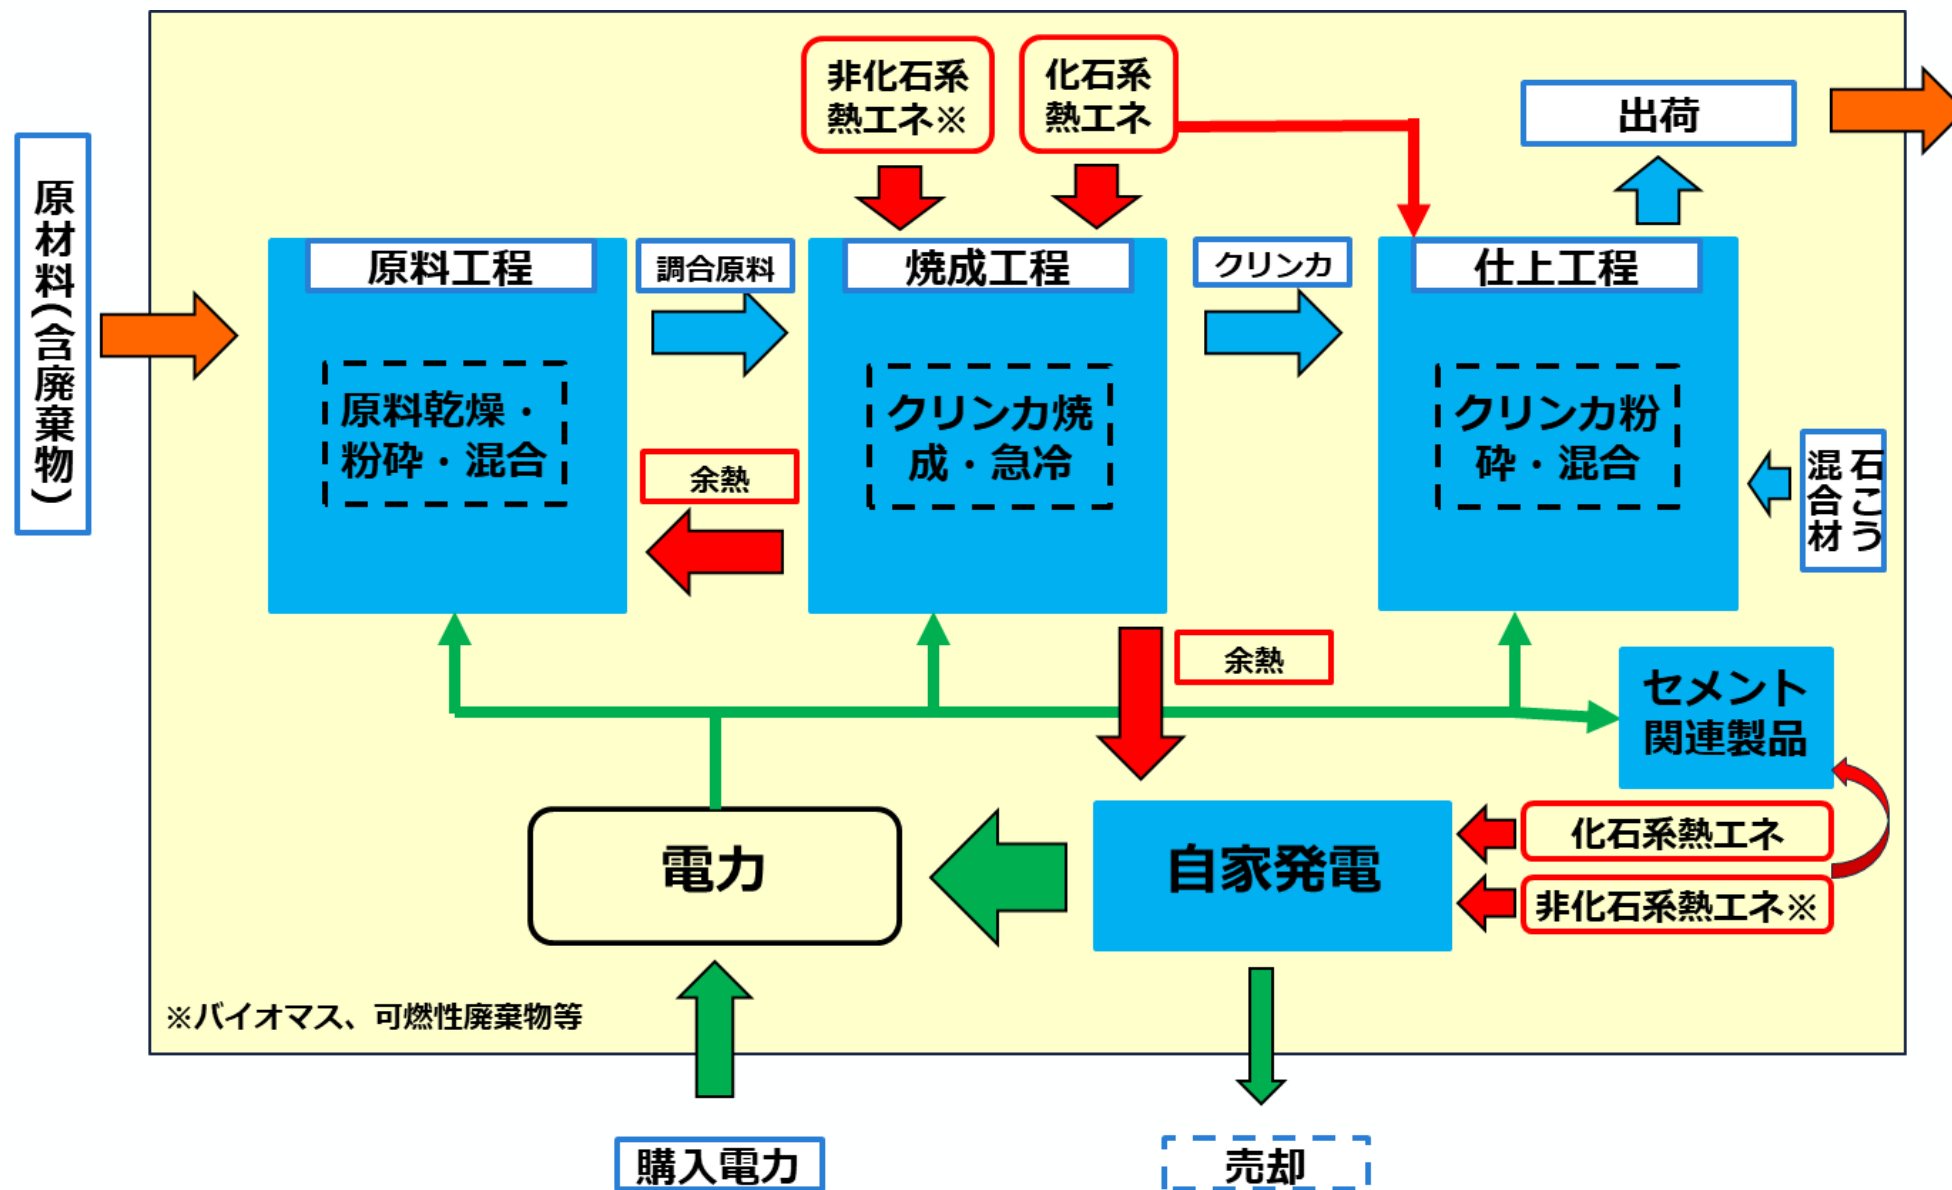 非化石系
熱エネ※
化石系
熱エネ
出荷
原材料(含廃棄物)
原料工程
調合原料
焼成工程
クリンカ
仕上工程
原料乾燥・
粉砕・混合
クリンカ焼
成・急冷
クリンカ粉
砕・混合
余熱
石こう
混合材
余熱
セメント
関連製品
電力
自家発電
化石系熱エネ
非化石系熱エネ※
※バイオマス、可燃性廃棄物等
購入電力
売却